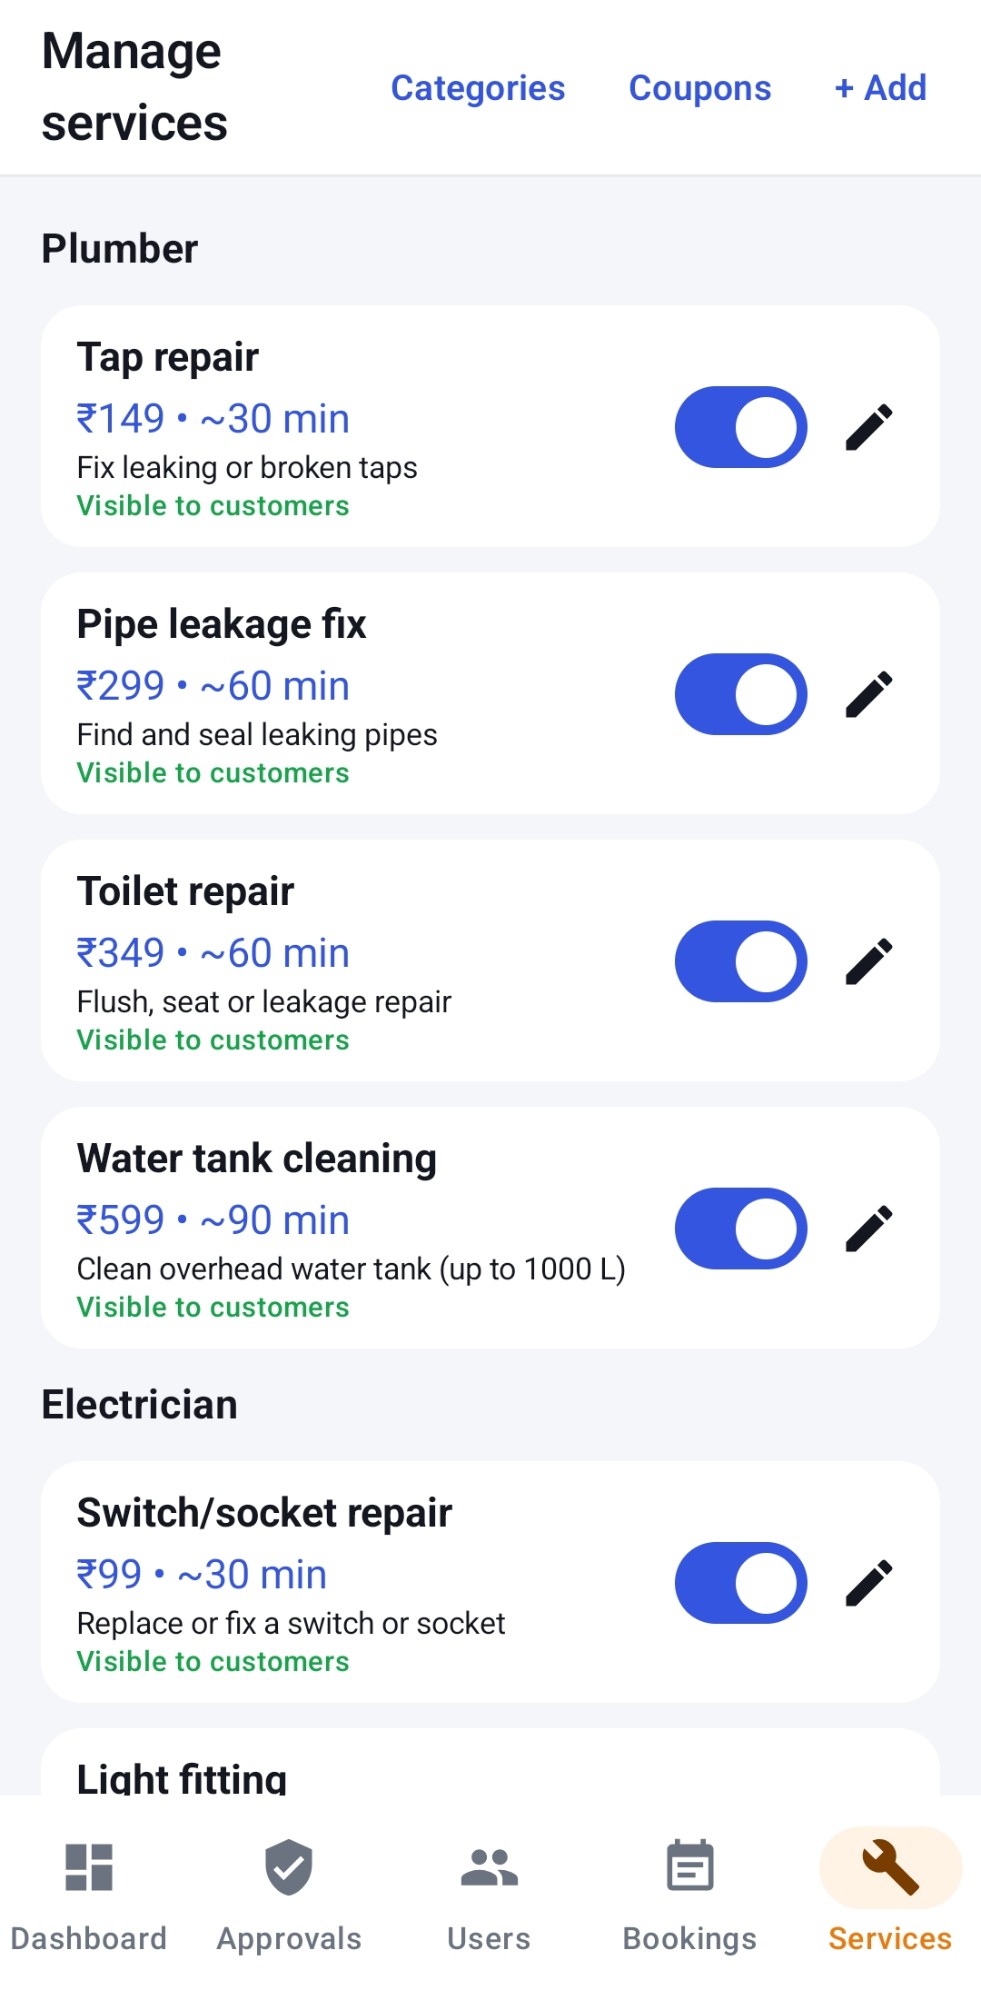 Manage
services
Categories
Coupons
+ Add
Plumber
Tap repair
₹149 • ~30 min
Fix leaking or broken taps
Visible to customers
Pipe leakage fix
₹299 • ~60 min
Find and seal leaking pipes
Visible to customers
Toilet repair
₹349 • ~60 min
Flush, seat or leakage repair
Visible to customers
Water tank cleaning
₹599 • ~90 min
Clean overhead water tank (up to 1000 L)
Visible to customers
Electrician
Switch/socket repair
₹99 • ~30 min
Replace or fix a switch or socket
Visible to customers
Light fitting
Dashboard
Approvals
Users
Bookings
Services